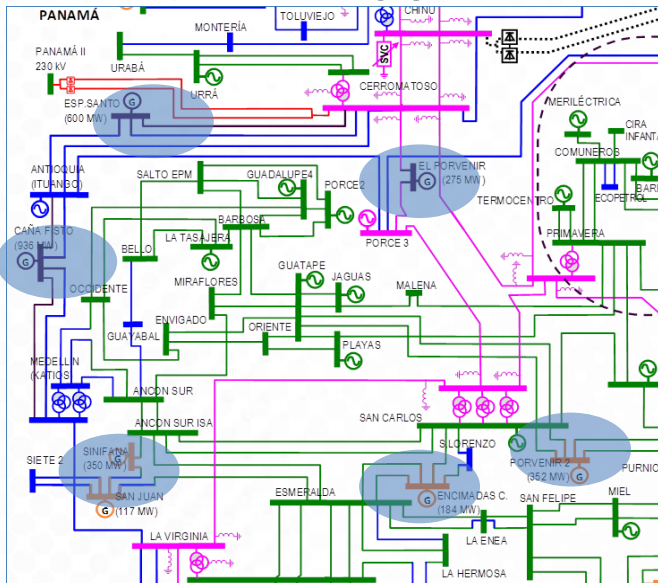 PANAMÁ
TOLUVIEJO
CHINU
MONTERÍA
PANAMÁ II
230 kV
URABÁ
SVC
URRÁ
CERROMATOSO
ESP.SANTO
G
(600 MW)
MERILÉCTRICA
CIRA
INFANTA
COMUNEROS
ANTIOQUIA
(ITUANGO)
SALTO EPM
GUADALUPE4
PORCE2
EL PORVENIR
G
(275 MW)
ECOPETROL
BARR
TERMOCENTRO
CAÑA FISTO
(936 MW)
G
BARBOSA
LA TASAJERA
PORCE 3
PRIMAVERA
BELLO
MIRAFLORES
GUATAPE
JAGUAS
MALENA
OCCIDENTE
ENVIGADO
GUAYABAL
ORIENTE
PLAYAS
MEDELLIN
(KATIOS)
ANCON SUR
ANCON SUR ISA
SAN CARLOS
SINIFANA
G
(350 MW)
S.LORENZO
PORVENIR 2
(352 MW)
G
PURNIO
SIETE 2
SAN JUAN
(117 MW)
G
ESMERALDA
ENCIMADAS C.
(184 MW)
G
SAN FELIPE
MIEL
LA VIRGINIA
LA ENEA
LA HERMOSA